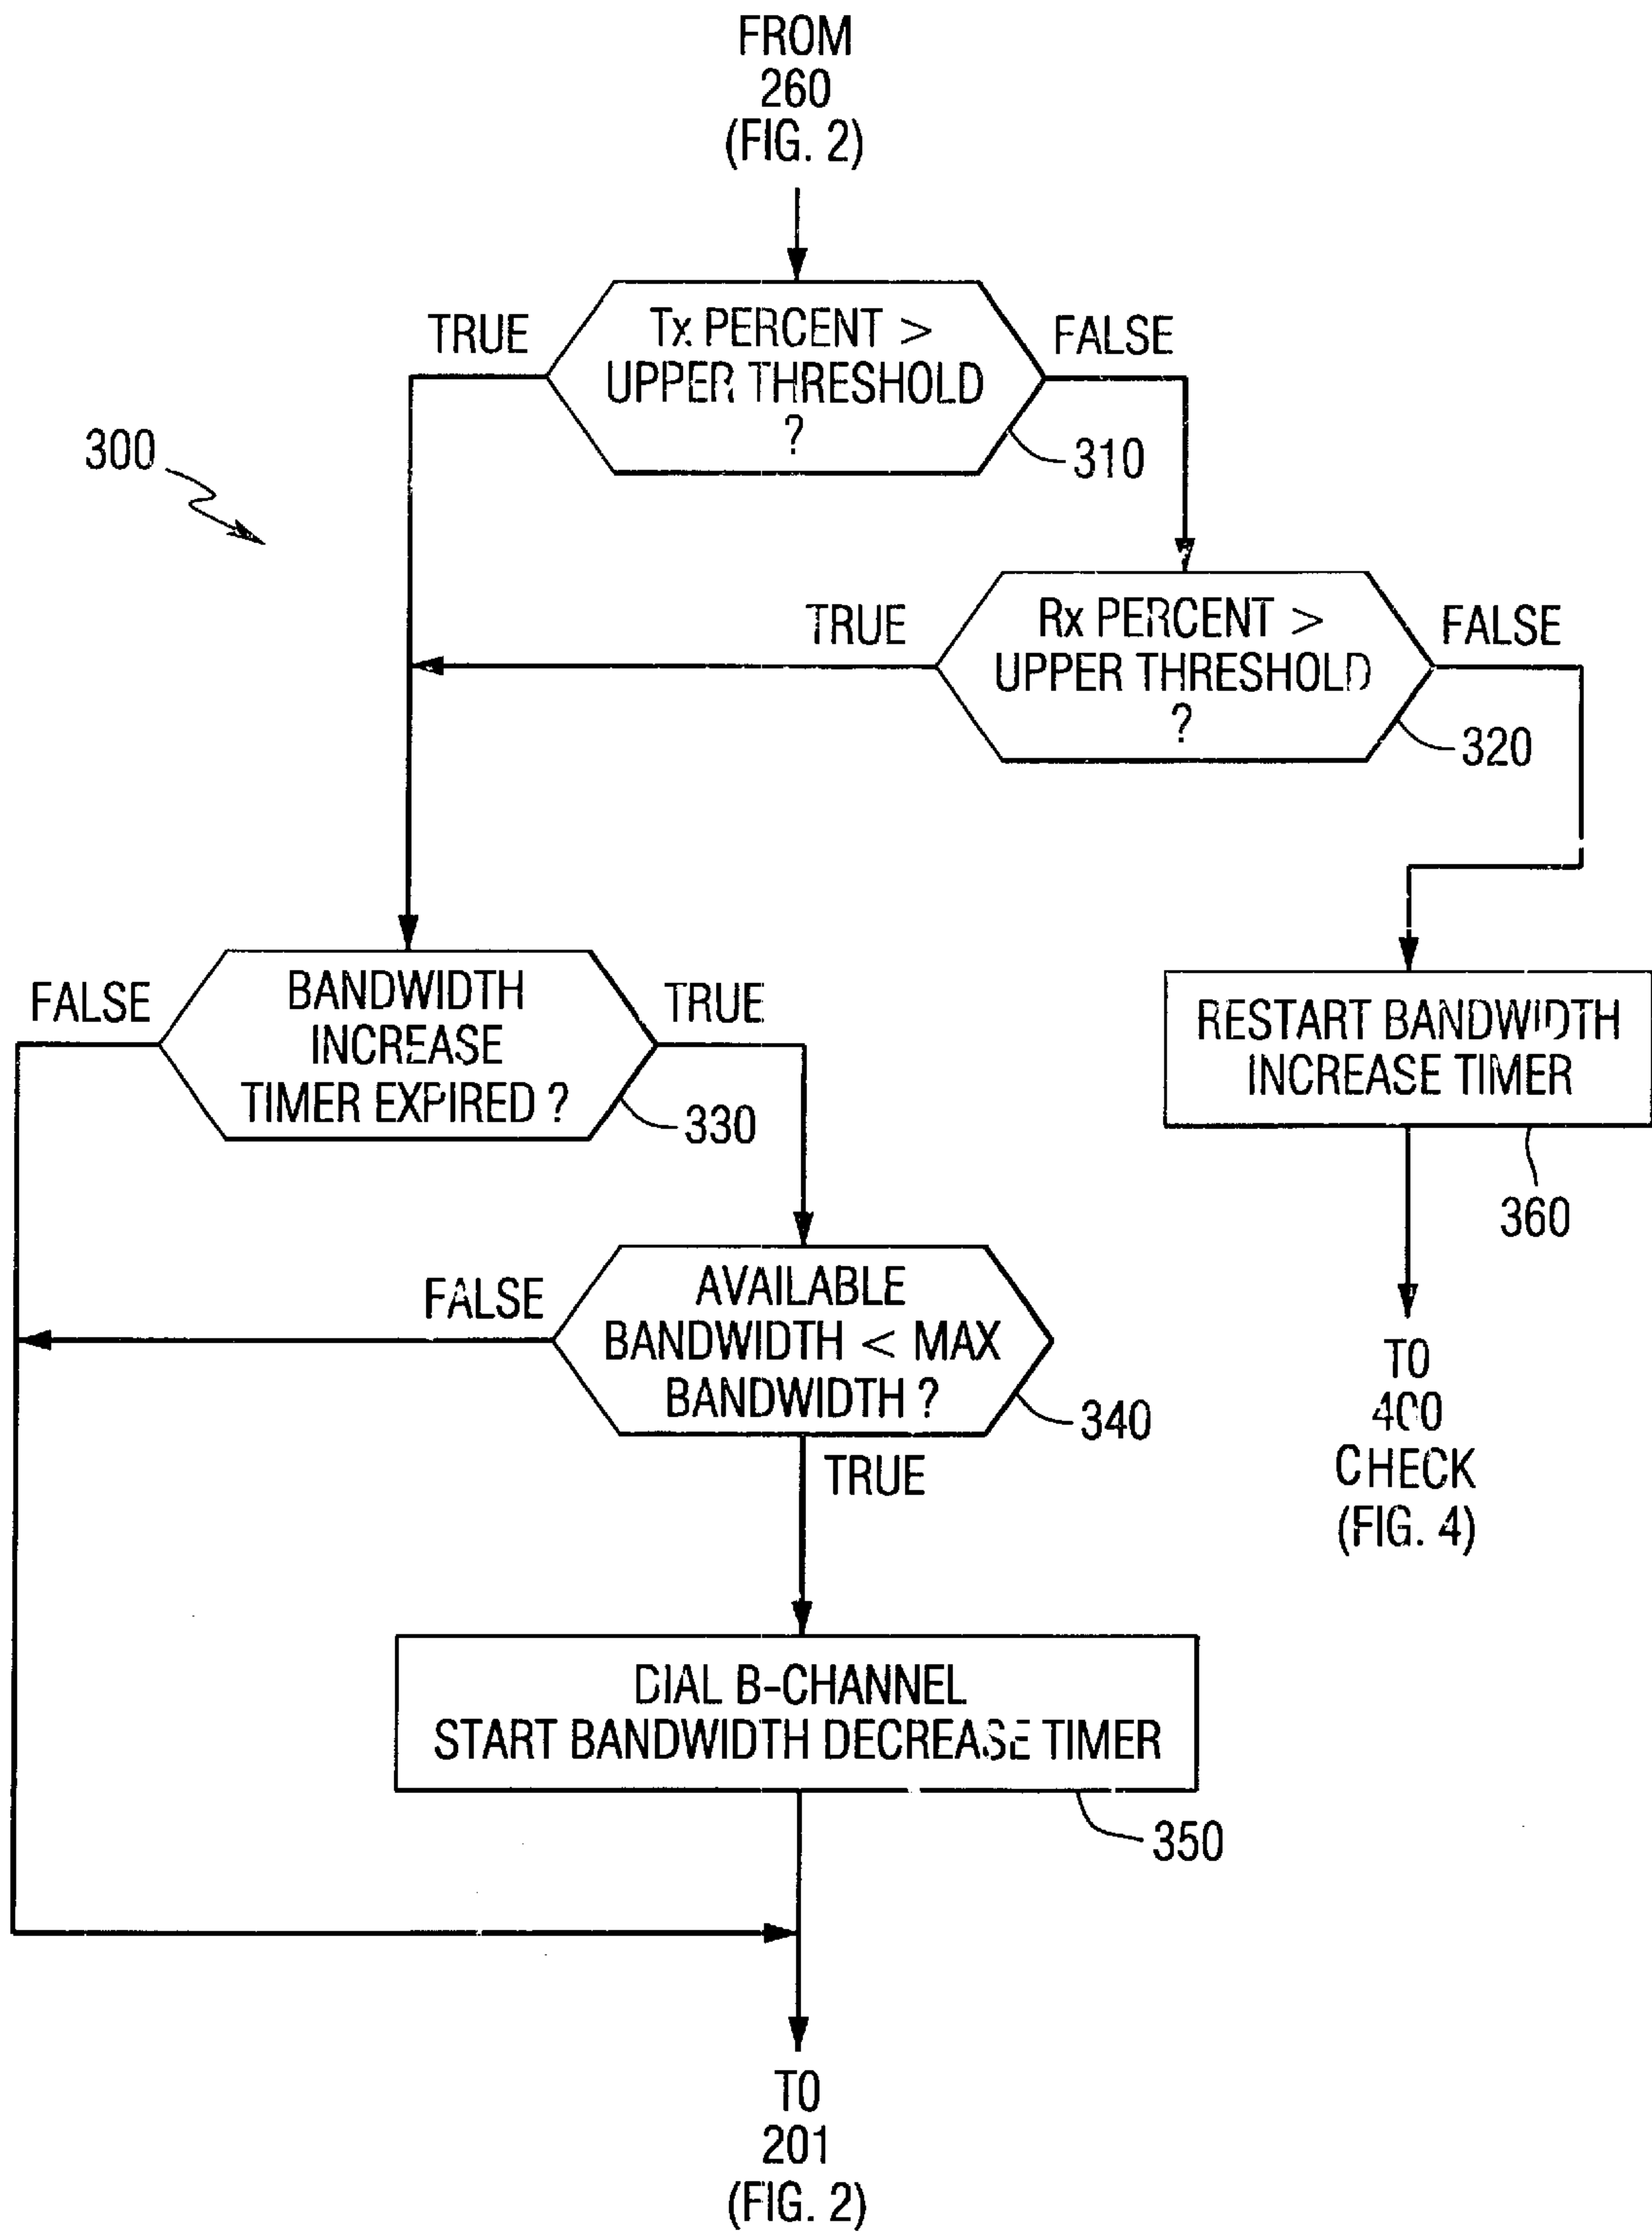 FROM
260
(FIG. 2)
TRUE
Tx PERCENT >
UPPER THRESHOLD
?
FALSE
310
300
TRUE
Rx PERCENT >
UPPER THRESHOLD
?
FALSE
320
FALSE
BANDWIDTH
INCREASE
TIMER EXPIRED ?
TRUE
330
RESTART BANDWIDTH
INCREASE TIMER
360
FALSE
AVAILABLE
BANDWIDTH < MAX
BANDWIDTH ?
340
TRUE
TO
400
CHECK
(FIG. 4)
DIAL B-CHANNEL
START BANDWIDTH DECREASE TIMER
350
TO
201
(FIG. 2)